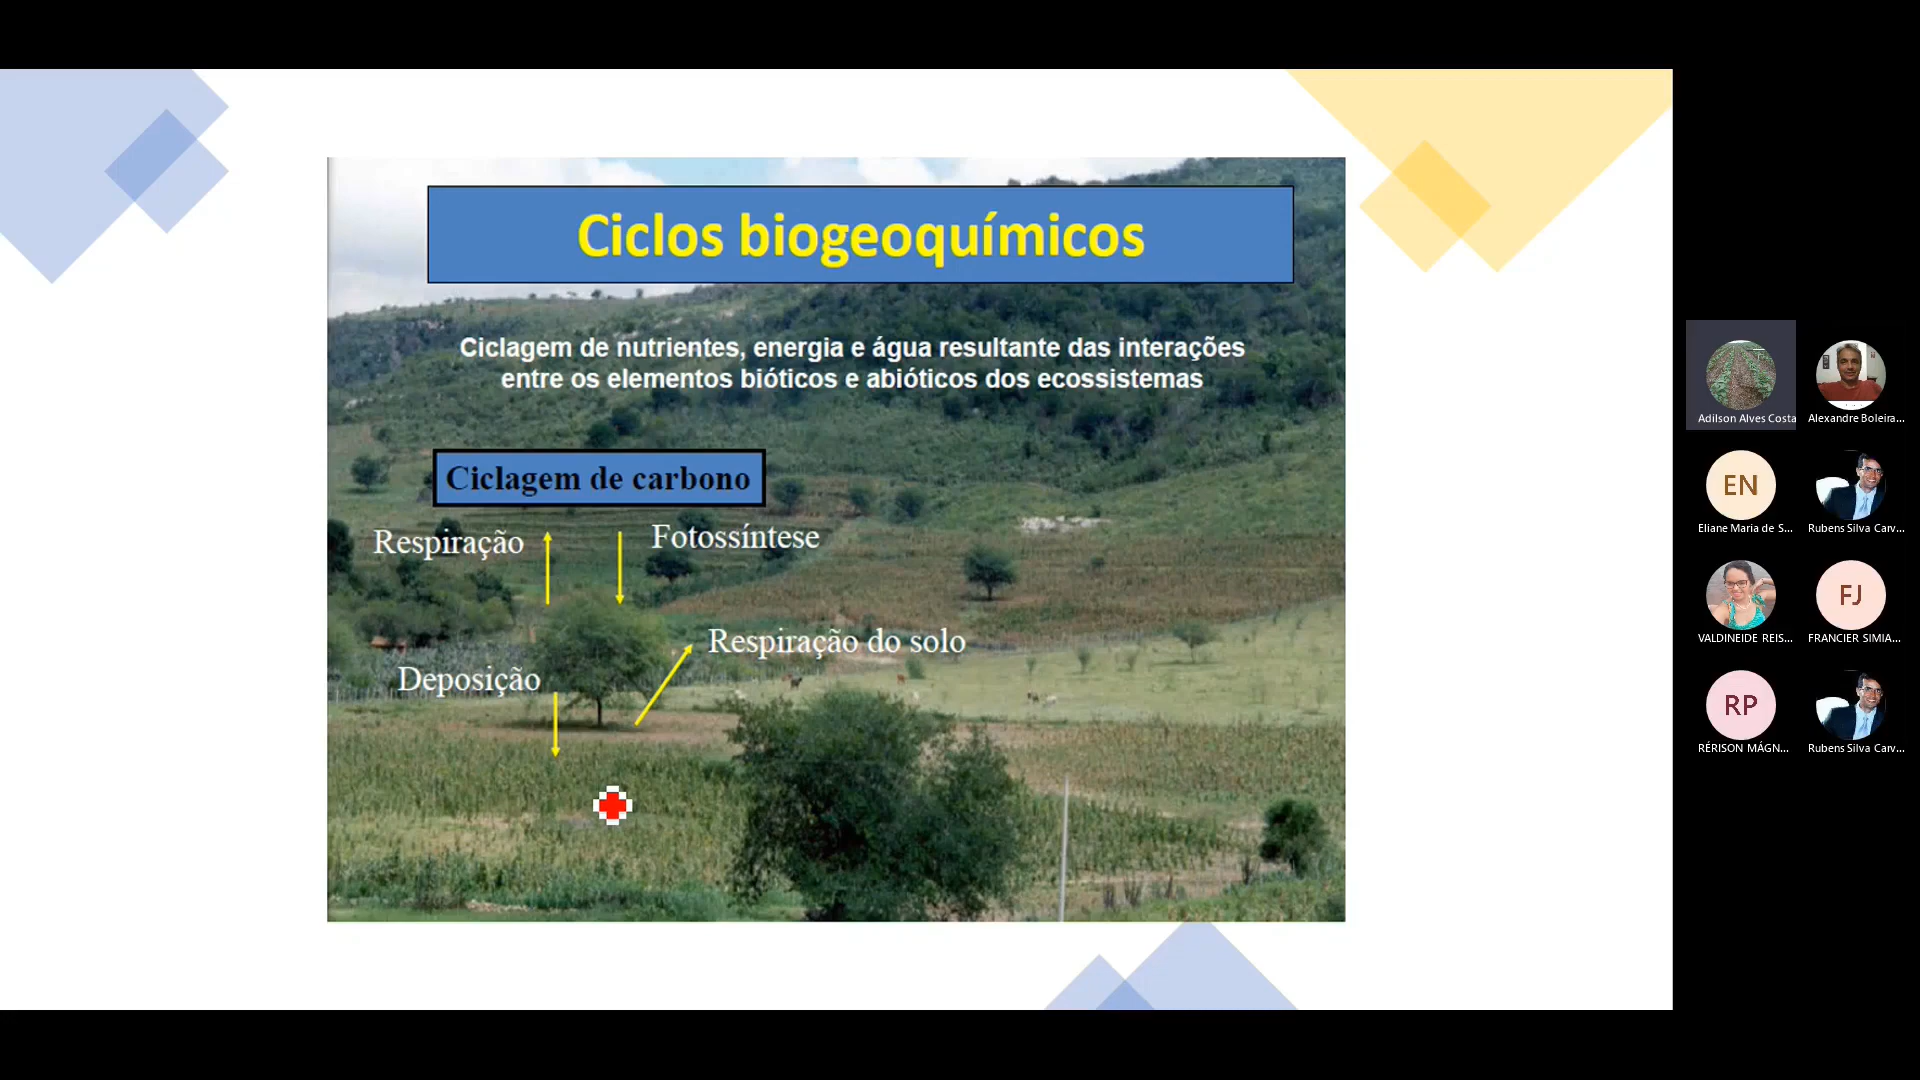 Ciclos biogeoquímicos
Ciclagem de nutrientes, energia e água resultante das interações
entre os elementos bióticos e abióticos dos ecossistemas
Ciclagem de carbono
Respiração
Fotossíntese
Respiração do solo
Deposição
Adilson Alves Costa
Alexandre Boleira...
EN
Eliane Maria de S...
Rubens Silva Carv...
VALDINEIDE REIS...
FJ
FRANCIER SIMIA...
RP
RÉRISON MÁGN...
Rubens Silva Carv...